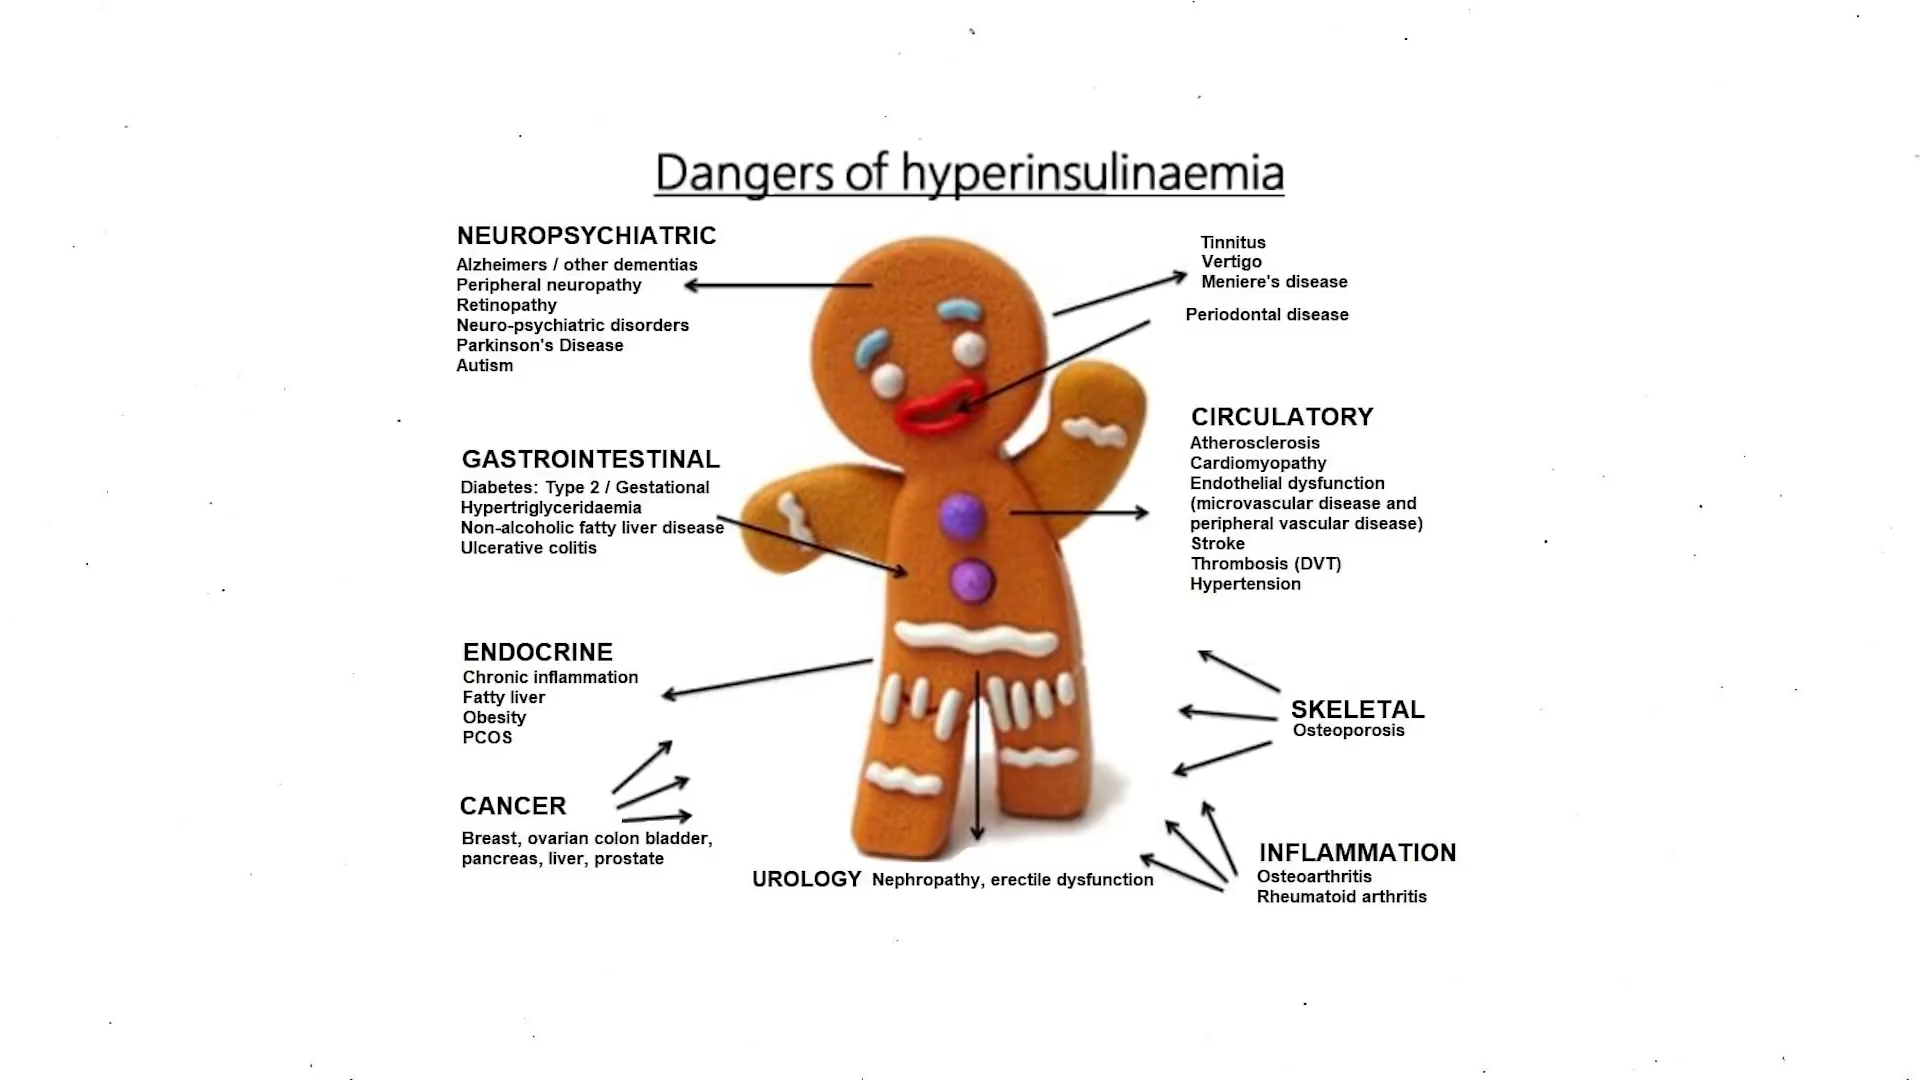 Dangers of hyperinsulinaemia
NEUROPSYCHIATRIC
Alzheimers / other dementias
Peripheral neuropathy
Retinopathy
Neuro-psychiatric disorders
Parkinson's Disease
Autism
Tinnitus
Vertigo
Meniere's disease
Periodontal disease
GASTROINTESTINAL
Diabetes: Type 2 / Gestational
Hypertriglyceridaemia
Non-alcoholic fatty liver disease
Ulcerative colitis
CIRCULATORY
Atherosclerosis
Cardiomyopathy
Endothelial dysfunction
(microvascular disease and
peripheral vascular disease)
Stroke
Thrombosis (DVT)
Hypertension
ENDOCRINE
Chronic inflammation
Fatty liver
Obesity
PCOS
SKELETAL
Osteoporosis
CANCER
Breast, ovarian colon bladder,
pancreas, liver, prostate
UROLOGY Nephropathy, erectile dysfunction
INFLAMMATION
Osteoarthritis
Rheumatoid arthritis